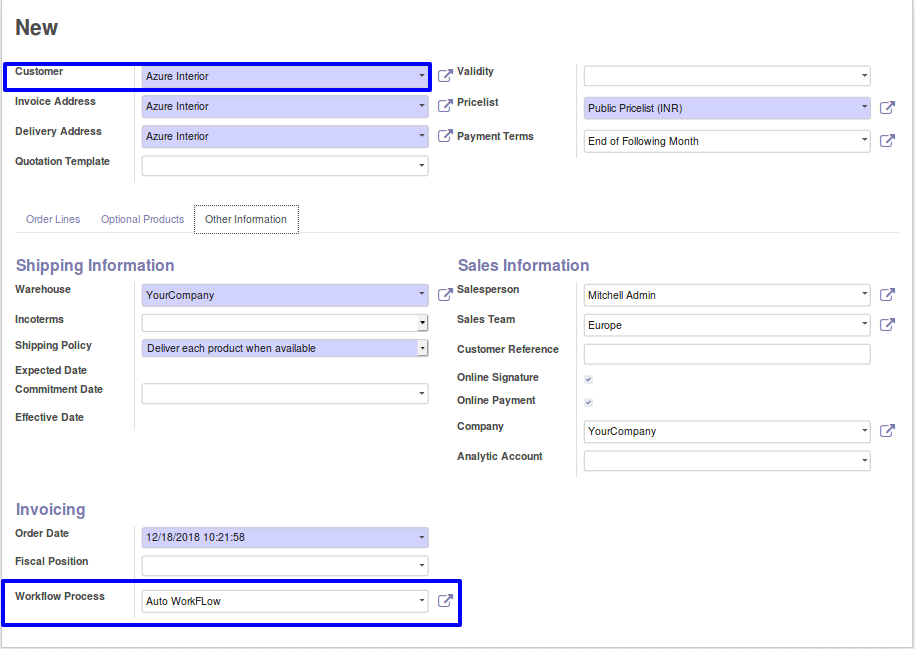 New
Customer Azure Interior
Validity
Invoice Address Azure Interior
Pricelist Public Pricelist (INR)
Delivery Address Azure Interior
Payment Terms End of Following Month
Quotation Template
Order Lines Optional Products Other Information
Shipping Information
Warehouse YourCompany
Incoterms
Shipping Policy Deliver each product when available
Expected Date
Commitment Date
Effective Date
Sales Information
Salesperson Mitchell Admin
Sales Team Europe
Customer Reference
Online Signature
Online Payment
Company YourCompany
Analytic Account
Invoicing
Order Date 12/18/2018 10:21:58
Fiscal Position
Workflow Process Auto WorkFLow